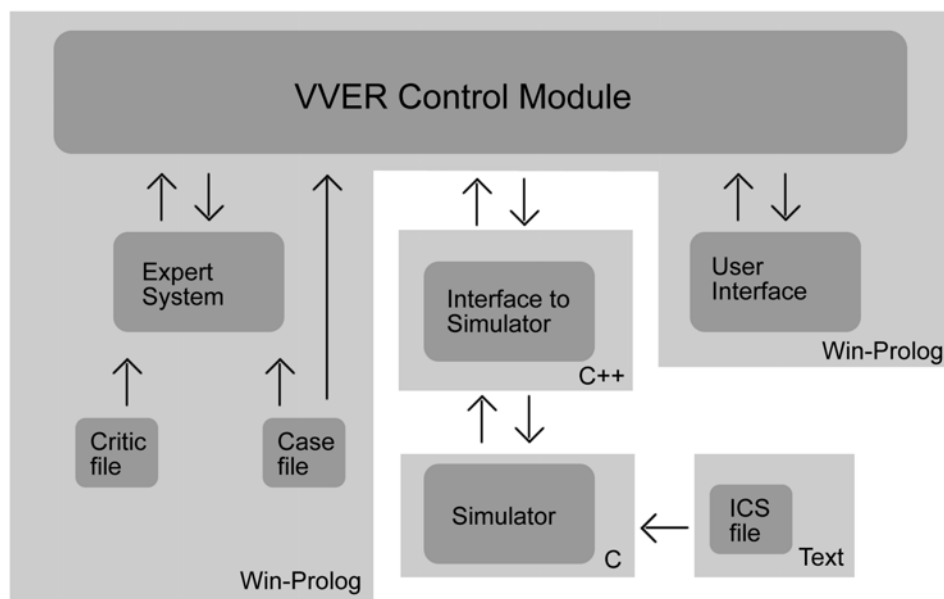 VVER Control Module
Expert
System
Interface to
Simulator
User
Interface
Win-Prolog
C++
Critic
file
Case
file
Simulator
C
ICS
file
Text
Win-Prolog